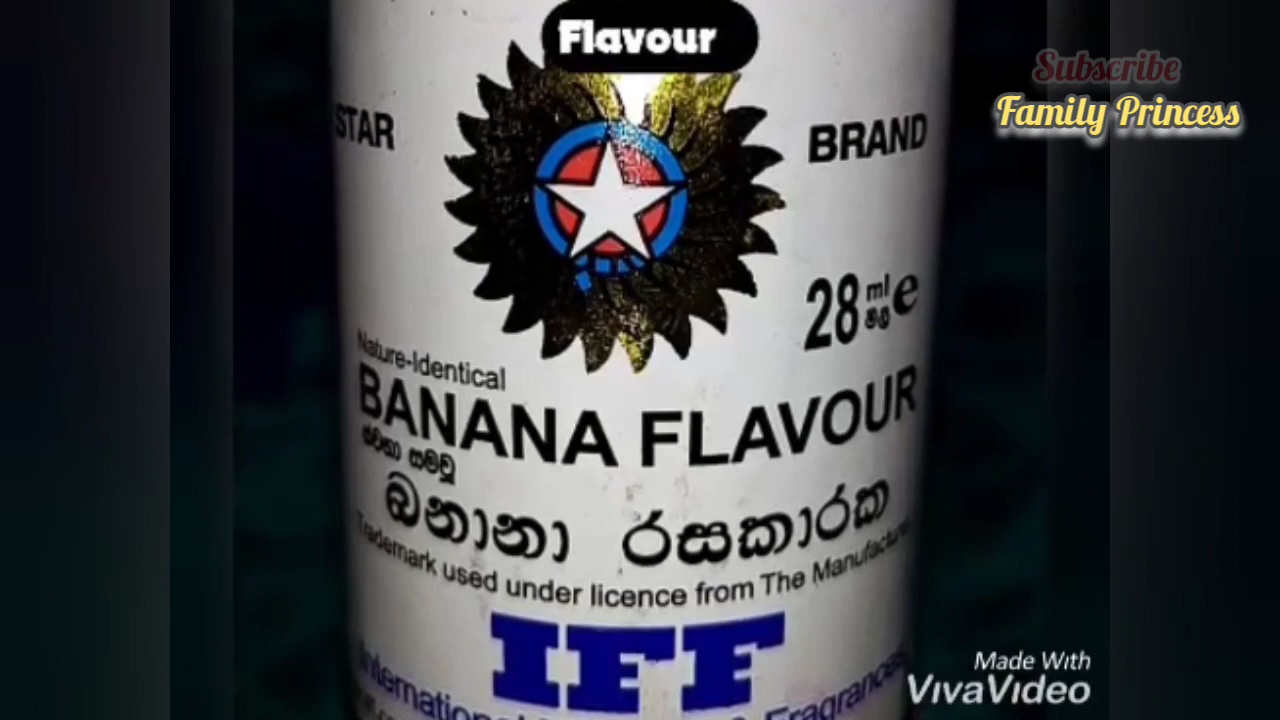 Flavour
Subscribe
Family Princess
STAR BRAND
28 ml e
මිලි
Nature-Identical
BANANA FLAVOUR
ස්වභා සමවූ
බනානා රසකාරක
Trademark used under licence from The Manufacturer
IFF
International Fragrances
Made With
VivaVideo